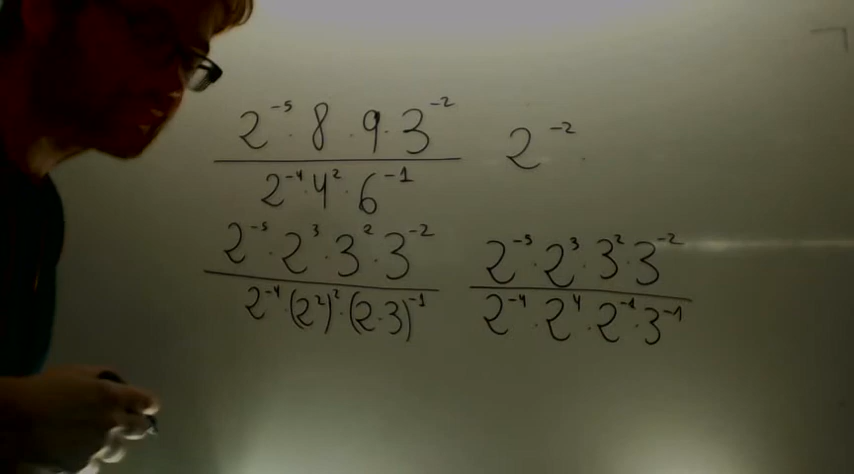 2⁻⁵ · 8 · 9 · 3⁻² 2⁻²
2⁻⁴ · 4² · 6⁻¹
2⁻⁵ · 2³ · 3² · 3⁻² 2⁻⁵ · 2³ · 3² · 3⁻²
2⁻⁴ · (2²)² · (2 · 3)⁻¹ 2⁻⁴ · 2⁴ · 2⁻¹ · 3⁻¹